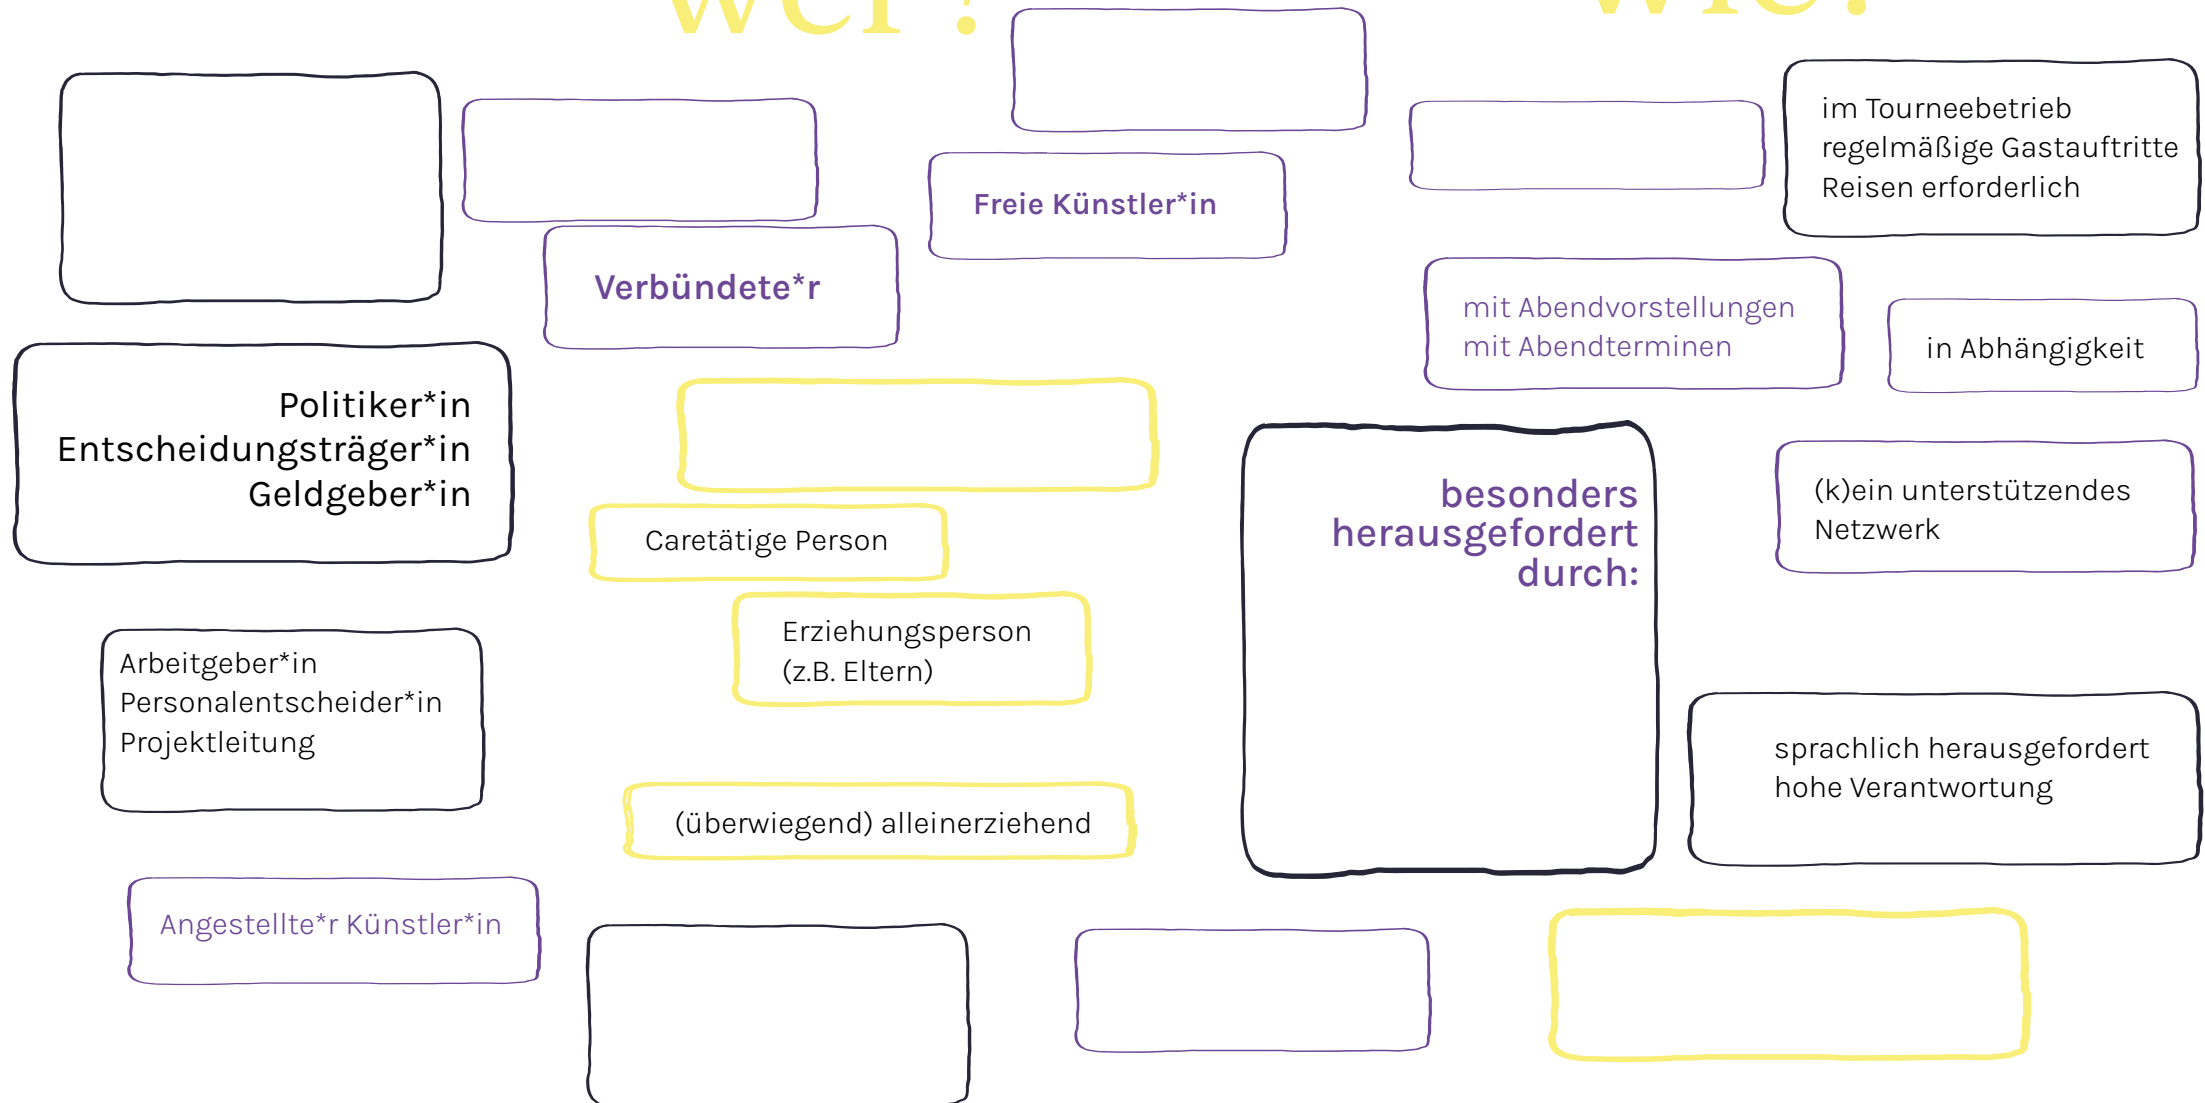 wer?
wie?
Freie Künstler*in
Verbündete*r
Politiker*in
Entscheidungsträger*in
Geldgeber*in
Caretätige Person
Erziehungsperson
(z.B. Eltern)
Arbeitgeber*in
Personalentscheider*in
Projektleitung
(überwiegend) alleinerziehend
Angestellte*r Künstler*in
im Tourneebetrieb
regelmäßige Gastauftritte
Reisen erforderlich
mit Abendvorstellungen
mit Abendterminen
in Abhängigkeit
besonders
herausgefordert
durch:
(k)ein unterstützendes
Netzwerk
sprachlich herausgefordert
hohe Verantwortung